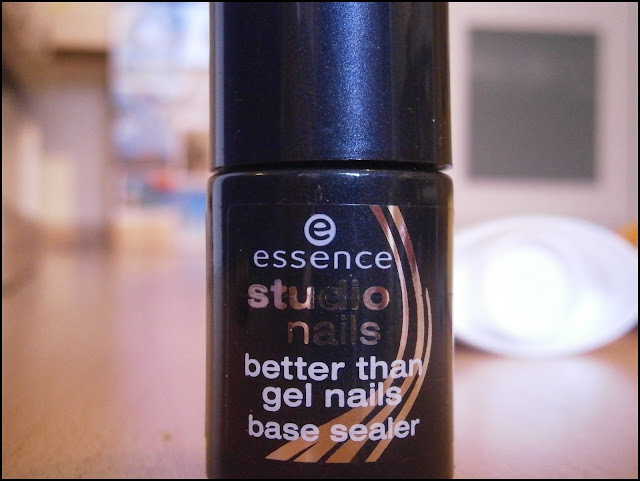 e
essence
studio
nails
better than
gel nails
base sealer